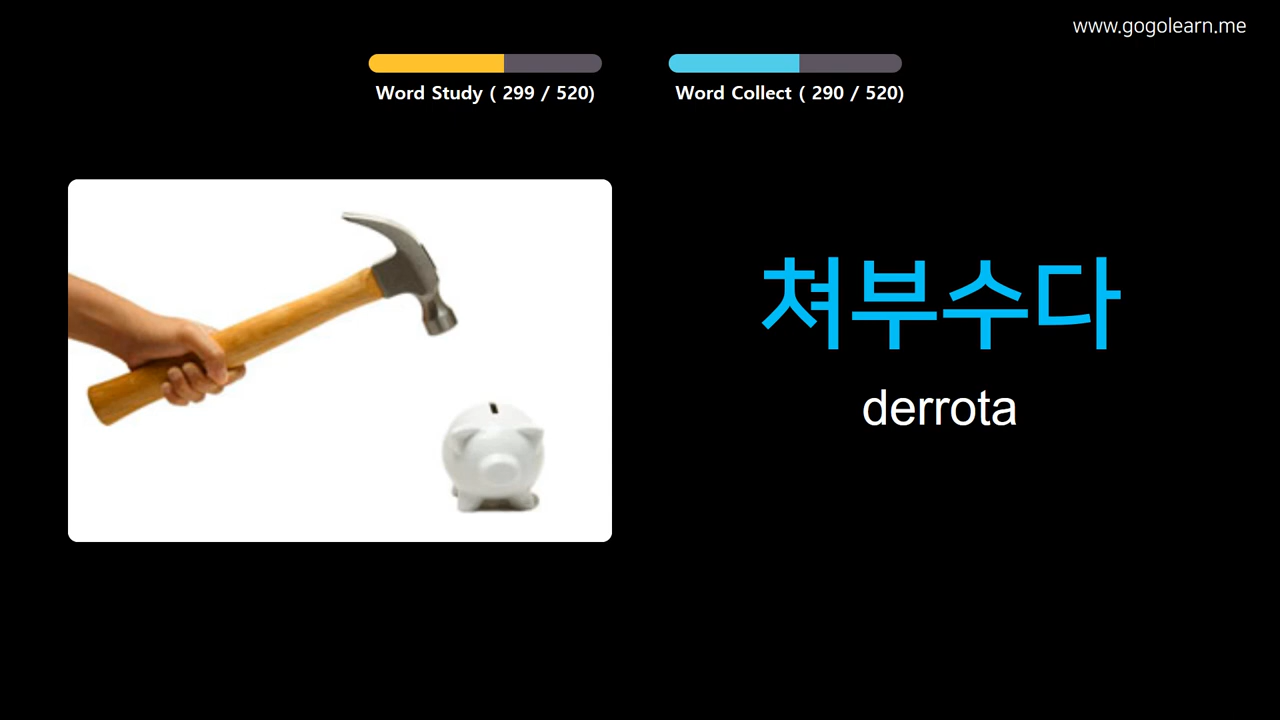 www.gogolearn.me
Word Study ( 299 / 520)
Word Collect ( 290 / 520)
쳐부수다
derrota